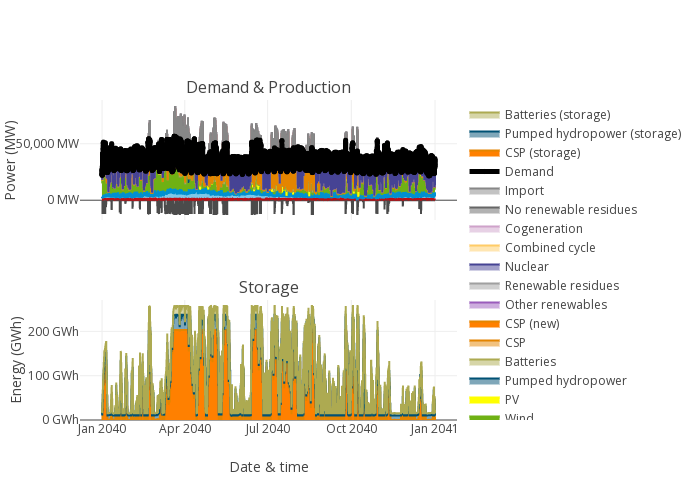 Demand & Production
Power (MW)
50,000 MW
0 MW
Storage
Energy (GWh)
200 GWh
100 GWh
0 GWh
Jan 2040
Apr 2040
Jul 2040
Oct 2040
Jan 2041
Date & time
Batteries (storage)
Pumped hydropower (storage)
CSP (storage)
Demand
Import
No renewable residues
Cogeneration
Combined cycle
Nuclear
Renewable residues
Other renewables
CSP (new)
CSP
Batteries
Pumped hydropower
PV
Wind